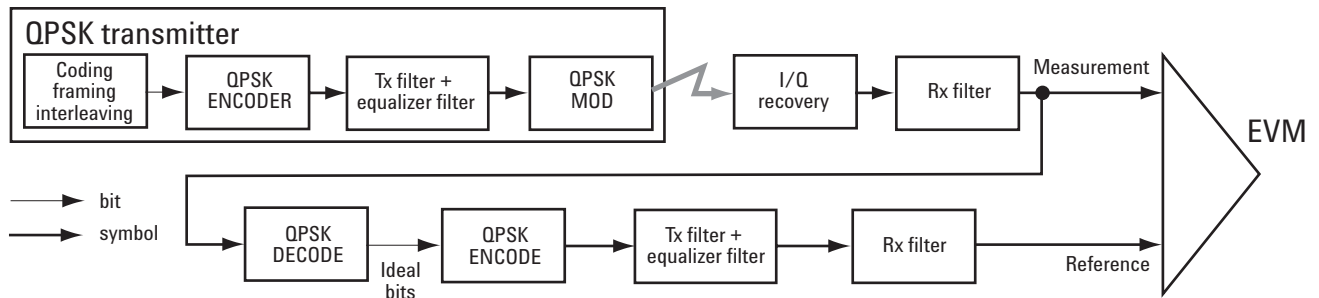 QPSK transmitter
Coding
framing
interleaving
QPSK
ENCODER
Tx filter +
equalizer filter
QPSK
MOD
I/Q
recovery
Rx filter
Measurement
EVM
bit
symbol
QPSK
DECODE
Ideal
bits
QPSK
ENCODE
Tx filter +
equalizer filter
Rx filter
Reference